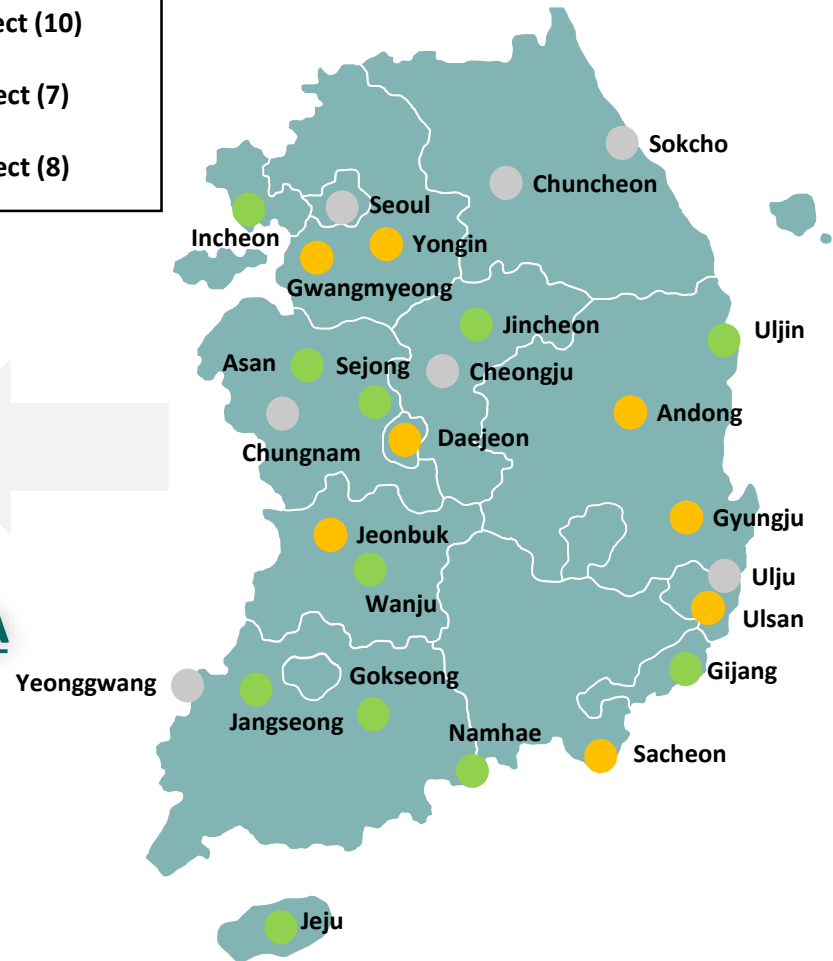 ect (10)
ect (7)
ect (8)
Sokcho
Chuncheon
Seoul
Incheon
Yongin
Gwangmyeong
Jincheon
Uljin
Asan
Sejong
Cheongju
Andong
Chungnam
Daejeon
Gyungju
Jeonbuk
Ulju
Wanju
Ulsan
A
Gokseong
Gijang
Yeonggwang
Jangseong
Namhae
Sacheon
Jeju